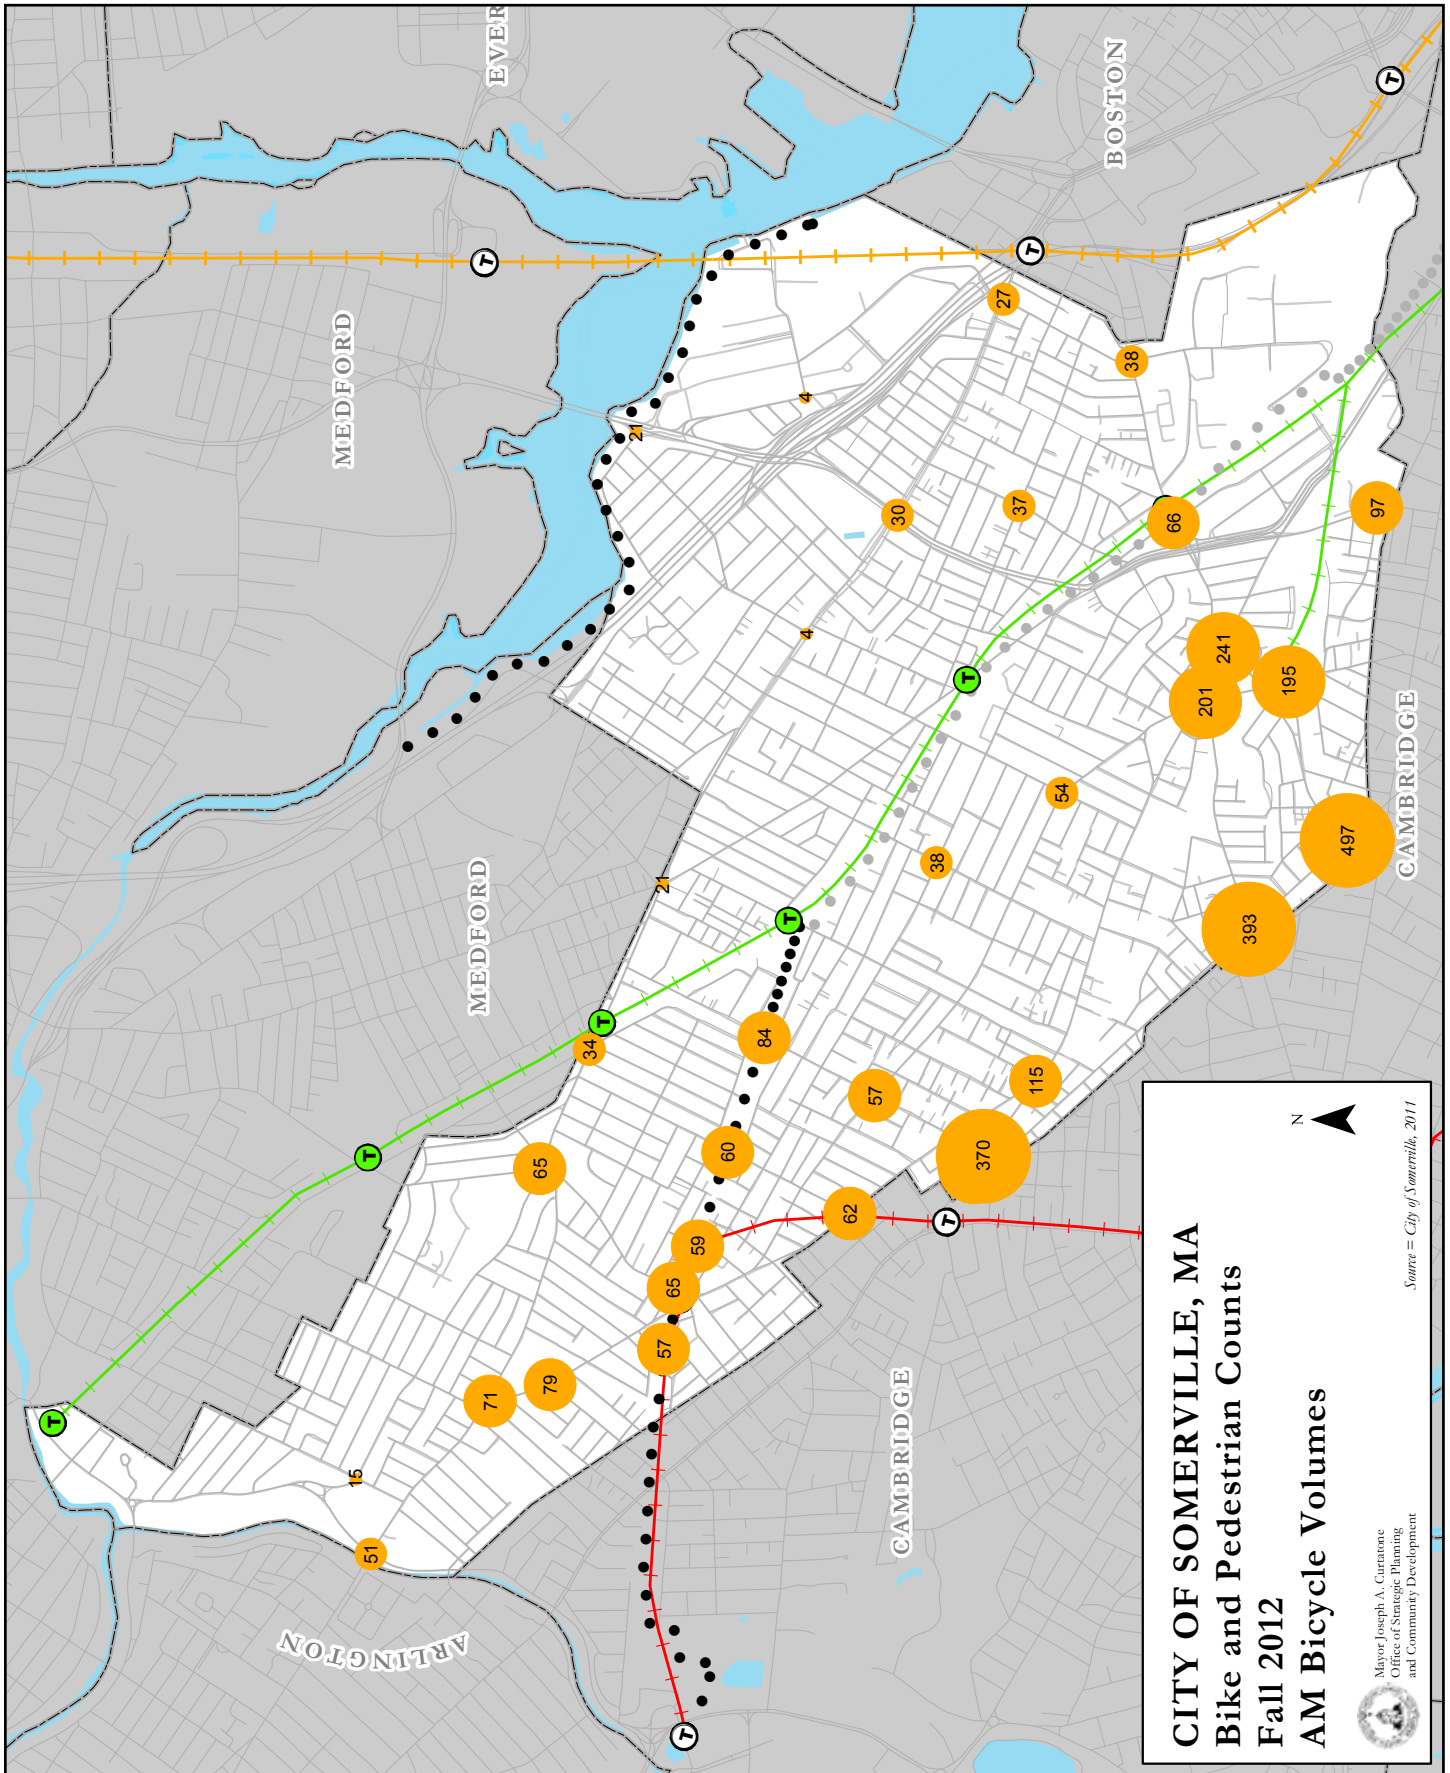 EVER
MEDFORD
BOSTON
MEDFORD
ARLINGTON
CAMBRIDGE
CAMBRIDGE
T
T
T
T
T
T
T
T
T
T
27
38
4
21
30
37
66
97
4
241
201
195
54
38
497
393
21
34
84
57
115
370
60
65
62
59
65
57
79
71
15
51
CITY OF SOMERVILLE, MA
Bike and Pedestrian Counts
Fall 2012
AM Bicycle Volumes
N
Mayor Joseph A. Curtatone
Office of Strategic Planning
and Community Development
Source = City of Somerville, 2011